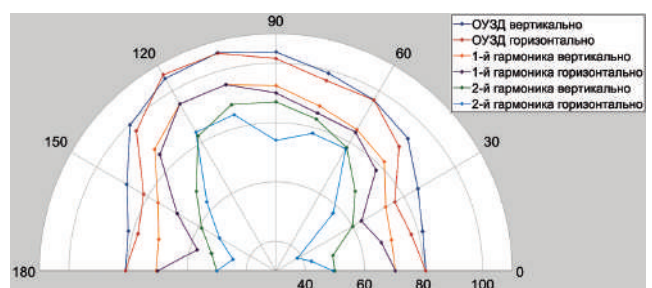 90
120
60
150
30
180
40
60
80
100
0
ОУЗД вертикально
ОУЗД горизонтально
1-й гармоника вертикально
1-й гармоника горизонтально
2-й гармоника вертикально
2-й гармоника горизонтально